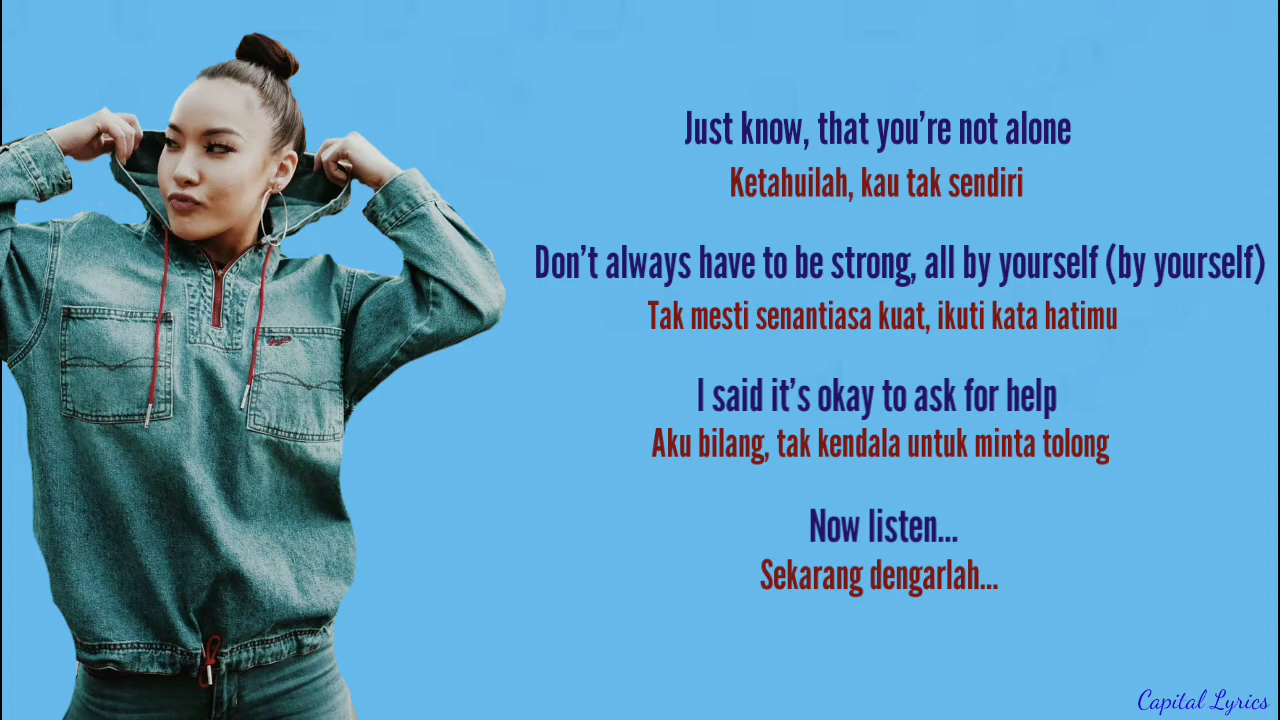 Just know, that you're not alone
Ketahuilah, kau tak sendiri
Don't always have to be strong, all by yourself (by yourself)
Tak mesti senantiasa kuat, ikuti kata hatimu
I said it's okay to ask for help
Aku bilang, tak kendala untuk minta tolong
Now listen...
Sekarang dengarlah...
Capital Lyrics